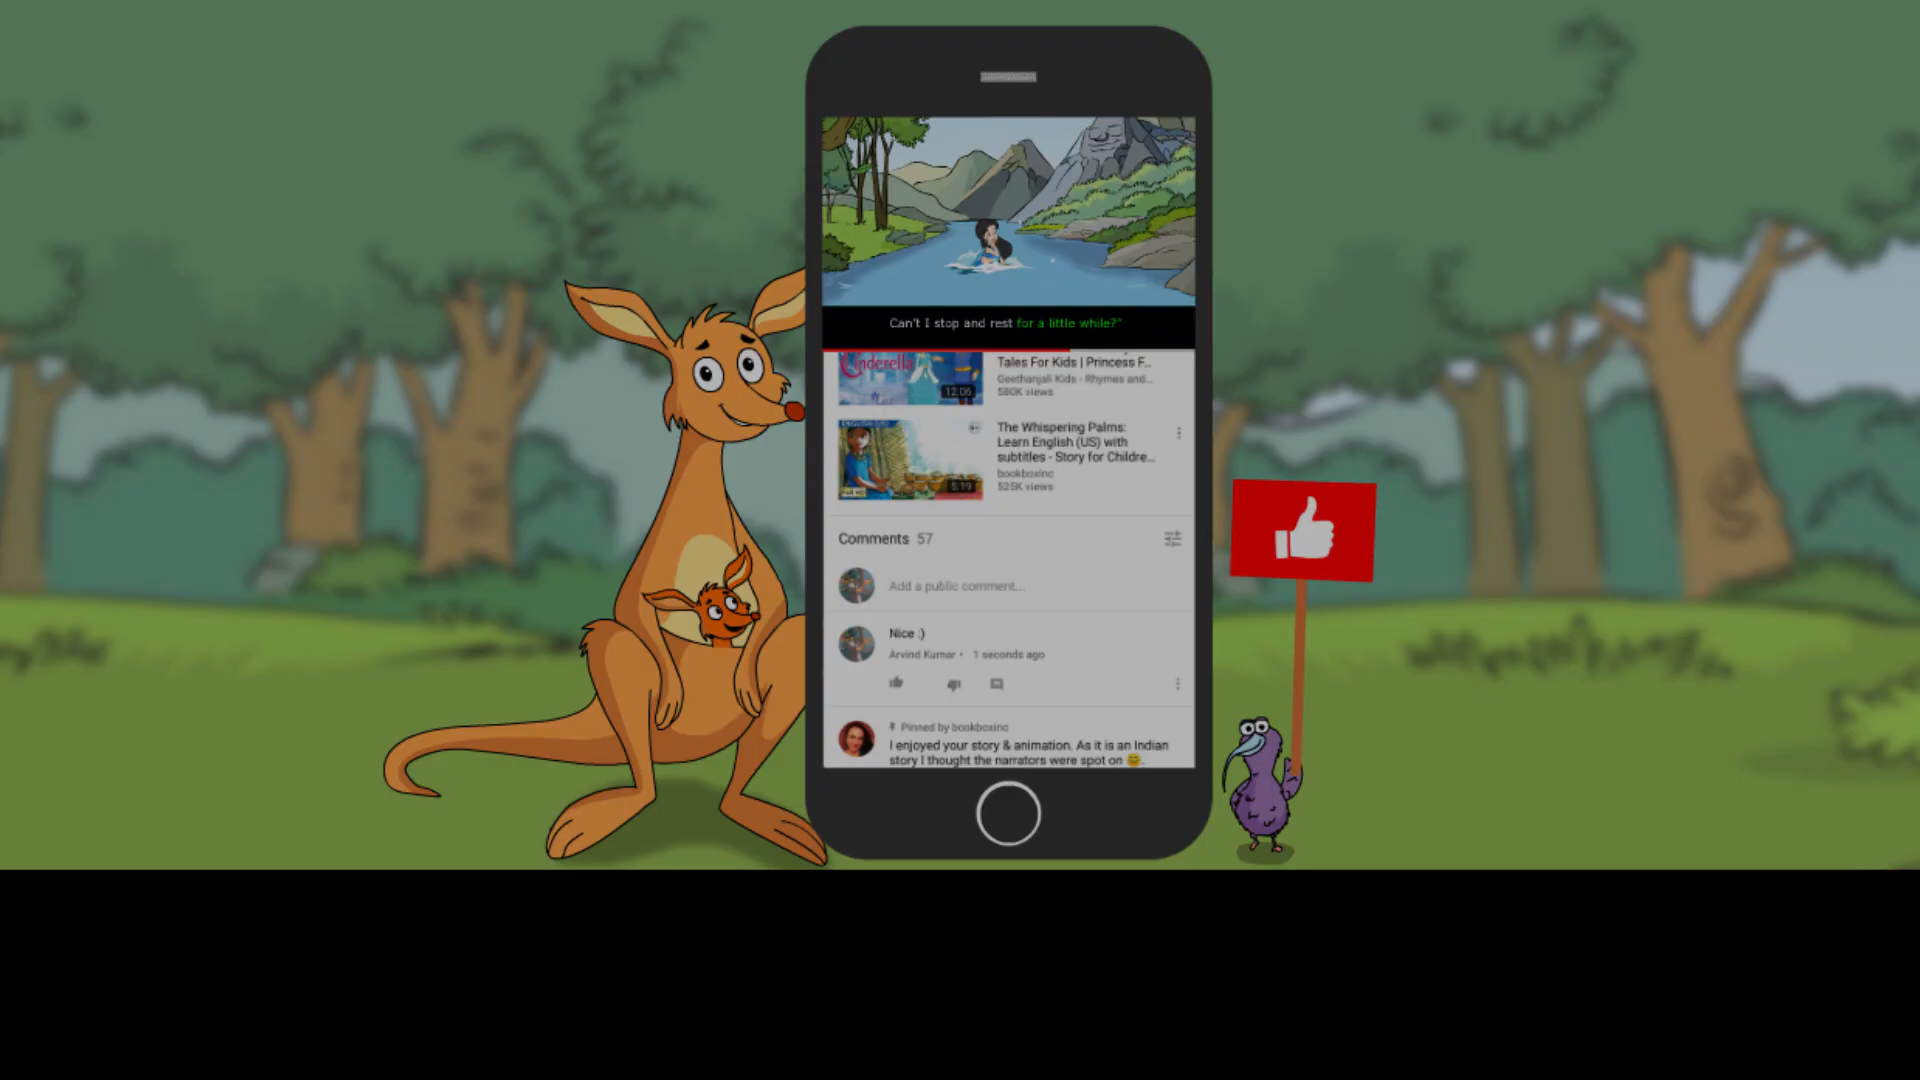 Can't I stop and rest for a little while?"
Cinderella
12:06
Tales For Kids | Princess F...
Geethanjali Kids - Rhymes and...
580K views
5:19
The Whispering Palms:
Learn English (US) with
subtitles - Story for Childre...
bookboxinc
525K views
Comments 57
Add a public comment...
Nice :)
Arvind Kumar • 1 seconds ago
Pinned by bookboxinc
I enjoyed your story & animation. As it is an Indian
story I thought the narrators were spot on 😊.